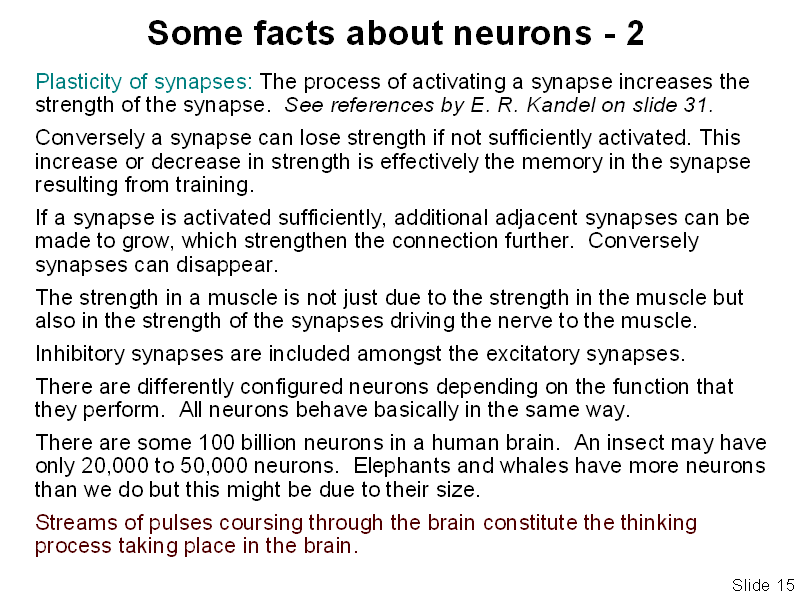 Some facts about neurons - 2
Plasticity of synapses: The process of activating a synapse increases the
strength of the synapse.  See references by E. R. Kandel on slide 31.
Conversely a synapse can lose strength if not sufficiently activated. This
increase or decrease in strength is effectively the memory in the synapse
resulting from training.
If a synapse is activated sufficiently, additional adjacent synapses can be
made to grow, which strengthen the connection further.  Conversely
synapses can disappear.
The strength in a muscle is not just due to the strength in the muscle but
also in the strength of the synapses driving the nerve to the muscle.
Inhibitory synapses are included amongst the excitatory synapses.
There are differently configured neurons depending on the function that
they perform.  All neurons behave basically in the same way.
There are some 100 billion neurons in a human brain.  An insect may have
only 20,000 to 50,000 neurons.  Elephants and whales have more neurons
than we do but this might be due to their size.
Streams of pulses coursing through the brain constitute the thinking
process taking place in the brain.
Slide 15